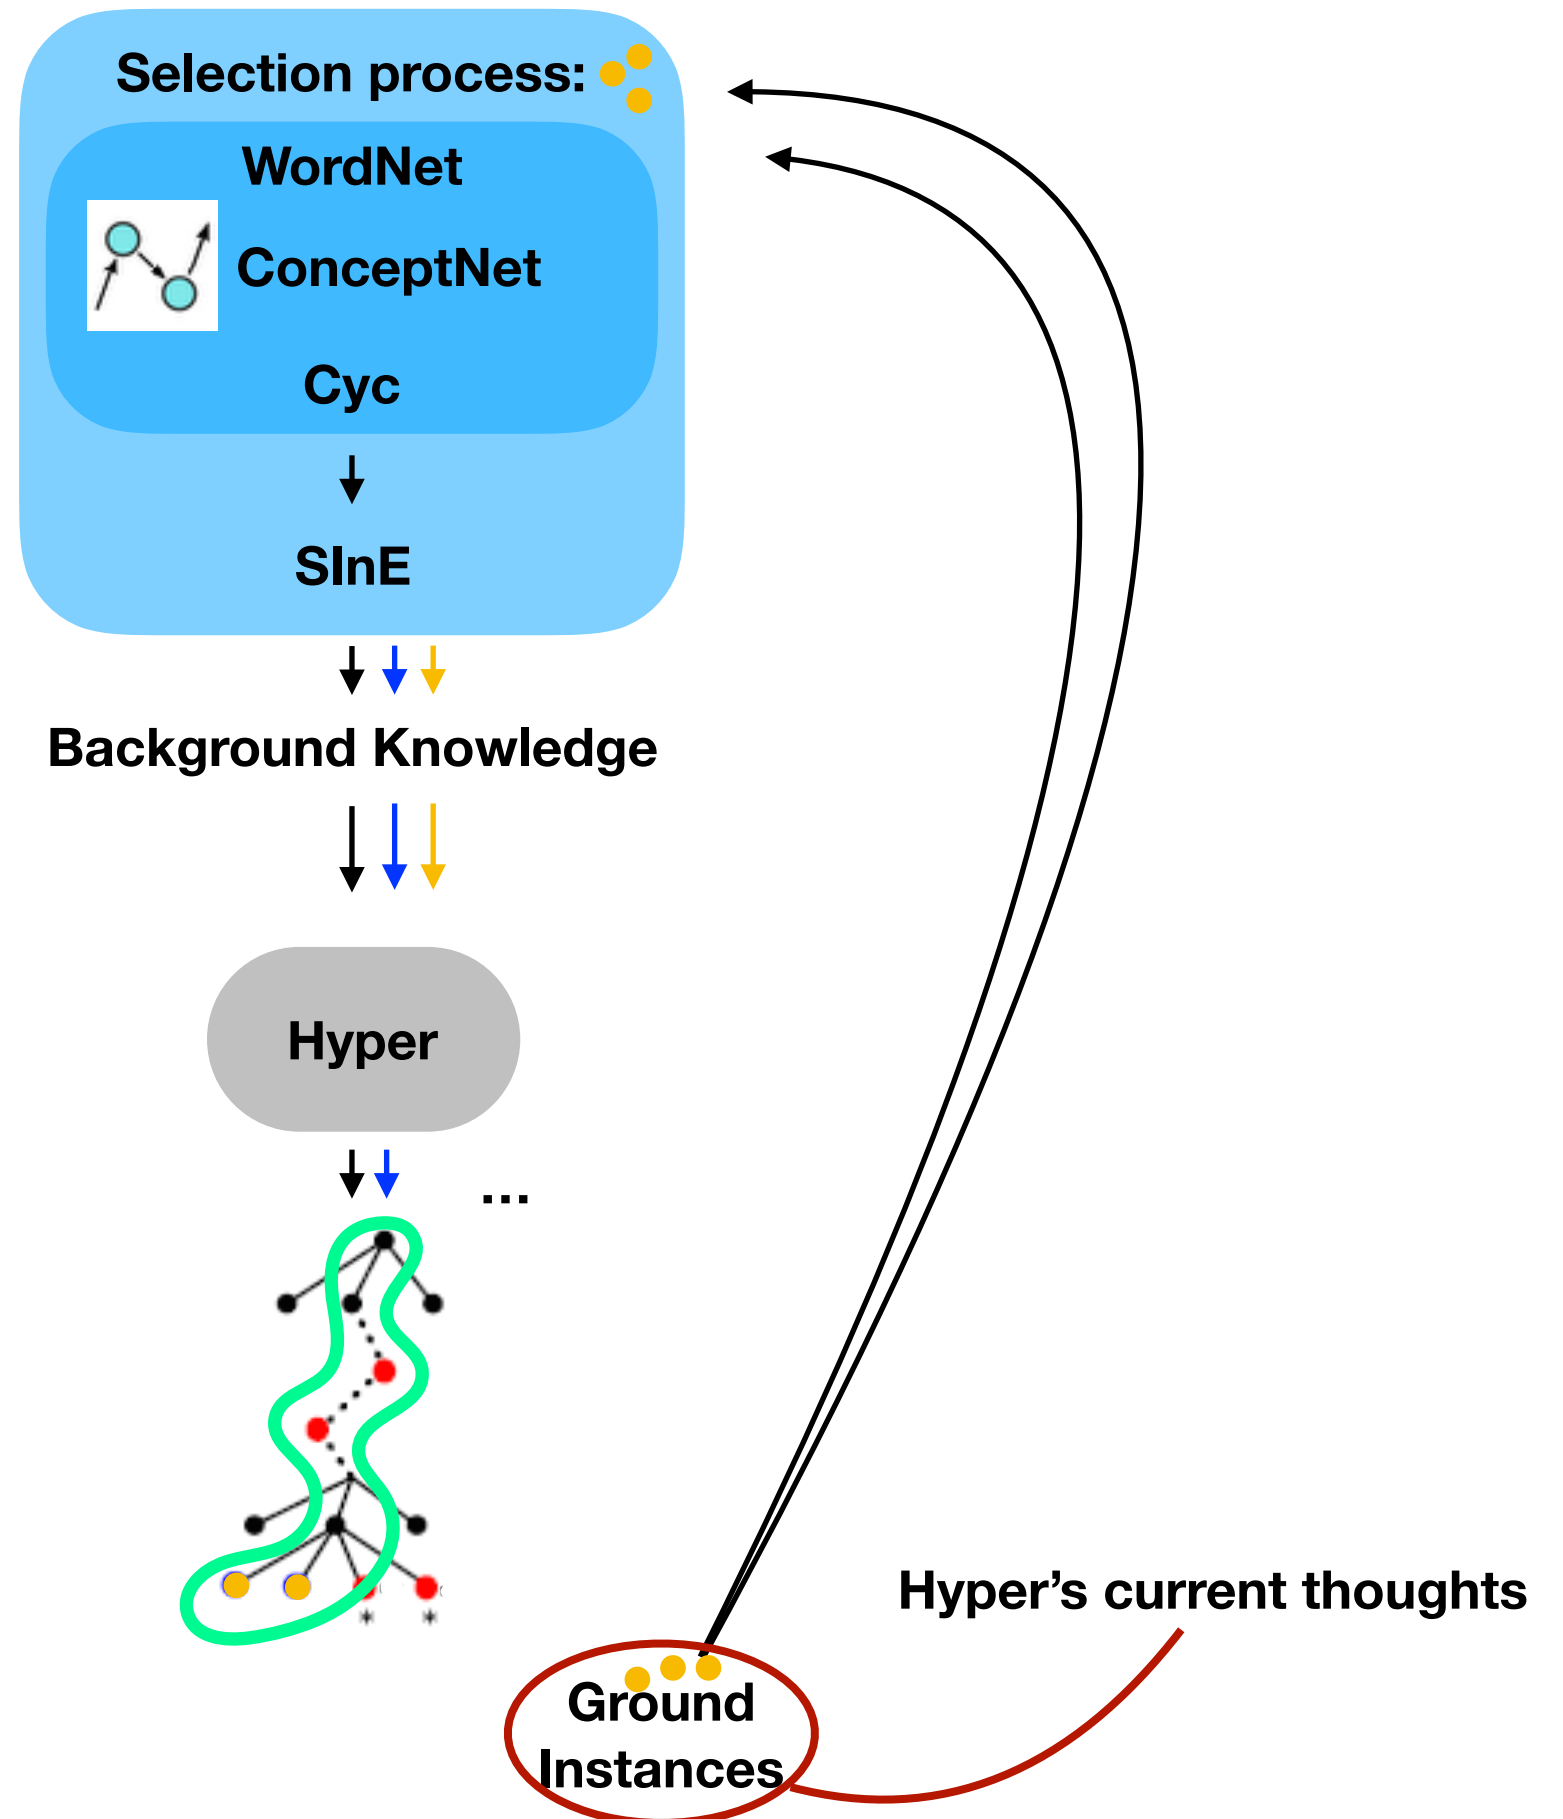 Selection process:
WordNet
ConceptNet
Cyc
SInE
Background Knowledge
Hyper
...
Hyper's current thoughts
Ground
Instances